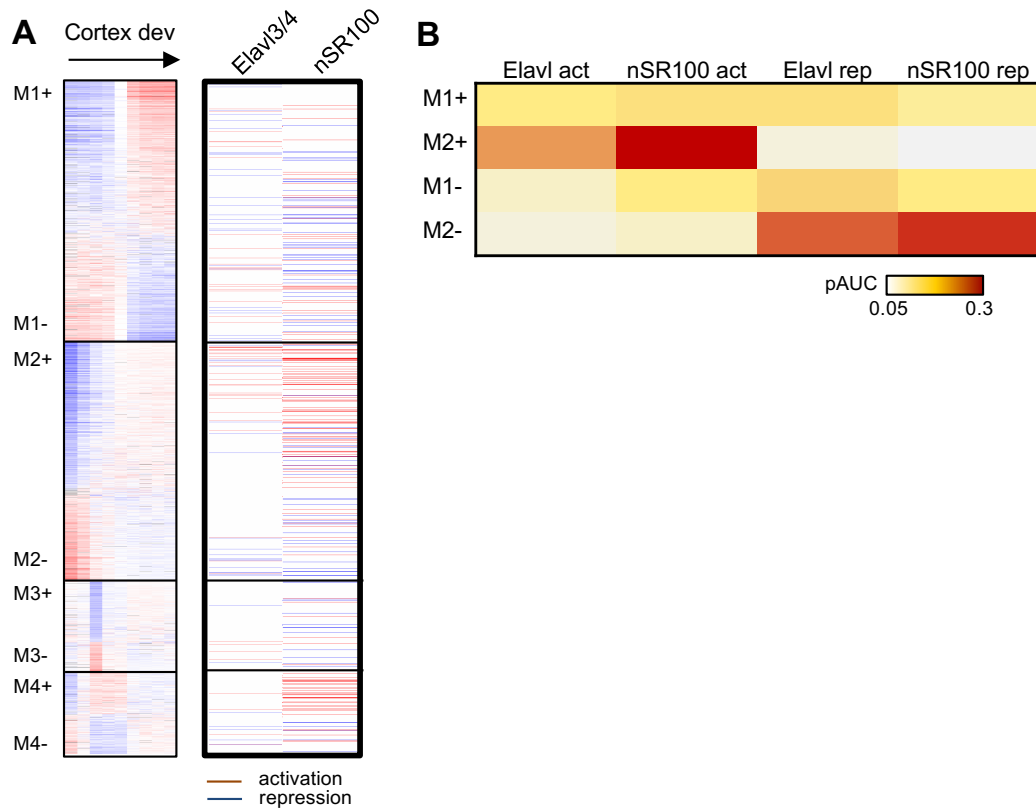 A
Cortex dev
Elavl3/4
nSR100
M1+
M1-
M2+
M2-
M3+
M3-
M4+
M4-
activation
repression
B
Elavl act nSR100 act Elavl rep nSR100 rep
M1+
M2+
M1-
M2-
pAUC
0.05 0.3